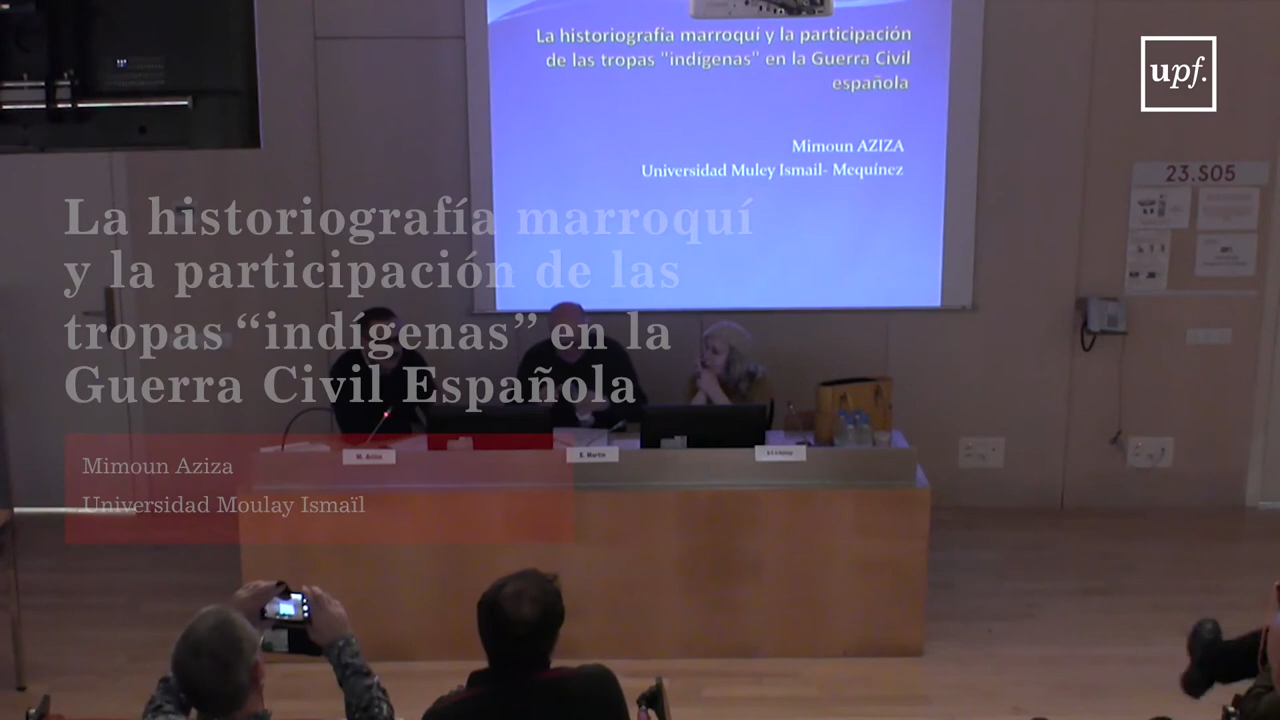 La historiografía marroquí y la participación
de las tropas "indígenas" en la Guerra Civil
española
Mimoun AZIZA
Universidad Muley Ismail- Mequínez
upf.
23.S05
La historiografía marroquí
y la participación de las
tropas “indígenas” en la
Guerra Civil Española
Mimoun Aziza
Universidad Moulay Ismaïl
M. Aziza
E. Martín